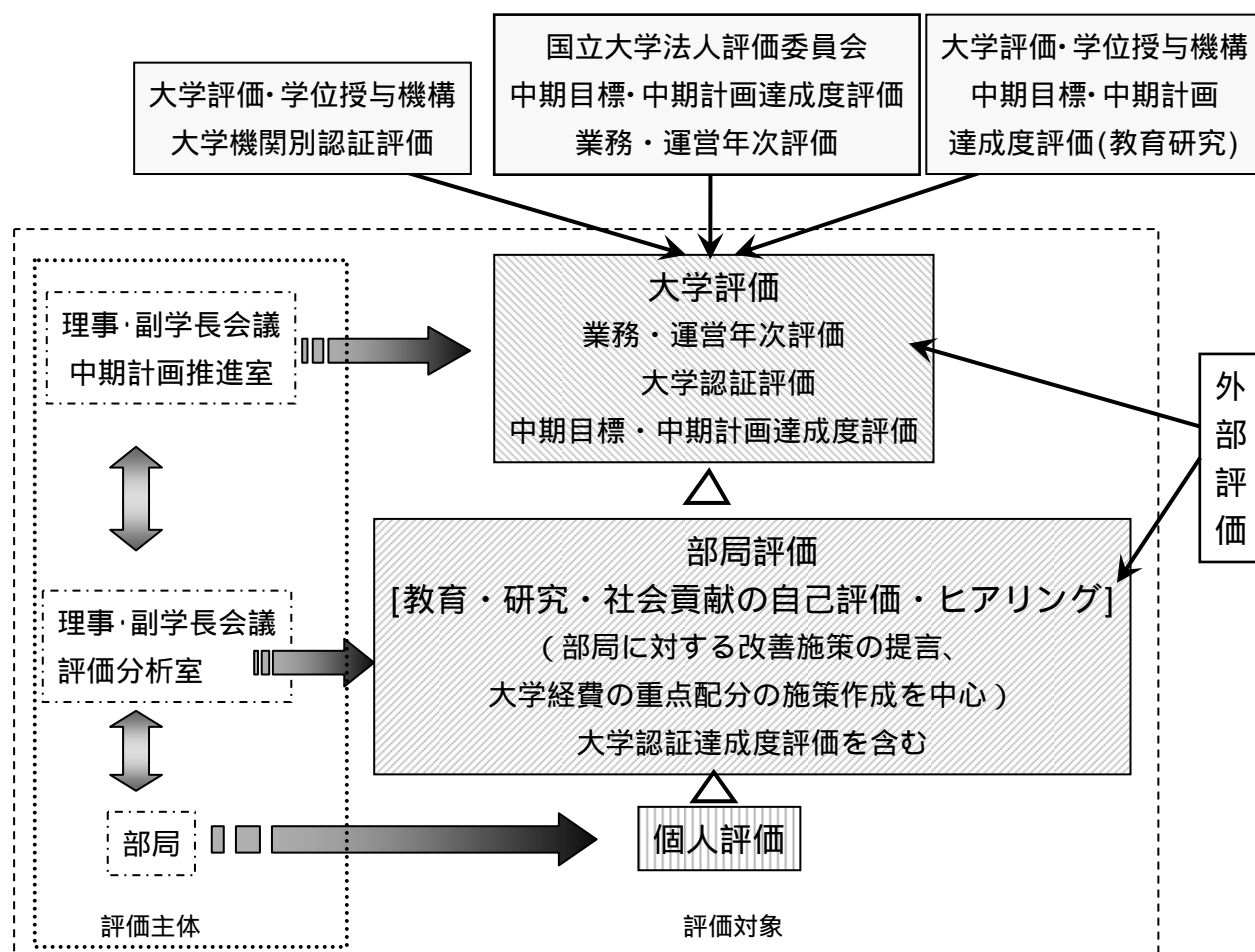 大学評価・学位授与機構
大学機関別認証評価
国立大学法人評価委員会
中期目標・中期計画達成度評価
業務・運営年次評価
大学評価・学位授与機構
中期目標・中期計画
達成度評価(教育研究)
理事・副学長会議
中期計画推進室
大学評価
業務・運営年次評価
大学認証評価
中期目標・中期計画達成度評価
外部評価
理事・副学長会議
評価分析室
部局評価
[教育・研究・社会貢献の自己評価・ヒアリング]
(部局に対する改善施策の提言、
大学経費の重点配分の施策作成を中心)
大学認証達成度評価を含む
部局
個人評価
評価主体
評価対象